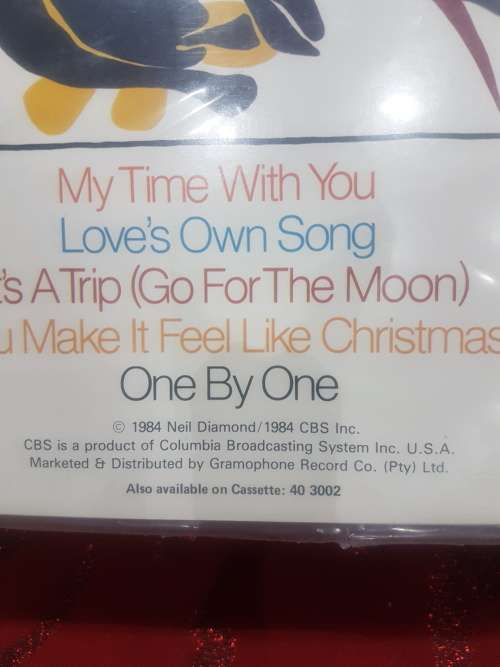 My Time With You
Love's Own Song
's A Trip (Go For The Moon)
u Make It Feel Like Christmas
One By One
© 1984 Neil Diamond/1984 CBS Inc.
CBS is a product of Columbia Broadcasting System Inc. U.S.A.
Marketed & Distributed by Gramophone Record Co. (Pty) Ltd.
Also available on Cassette: 40 3002